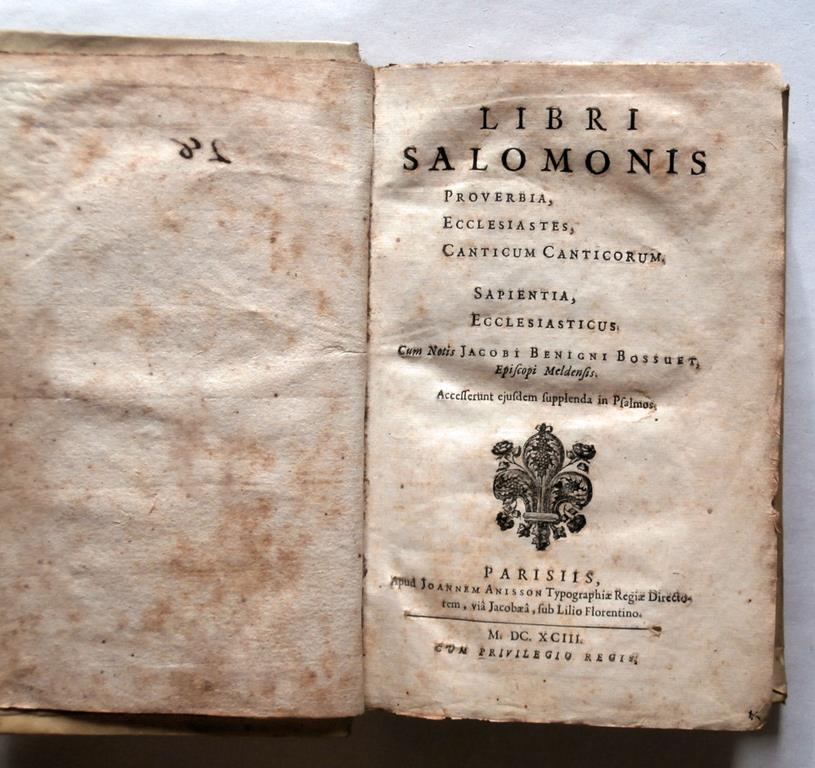 LIBRI
SALOMONIS
PROVERBIA,
ECCLESIASTES,
CANTICUM CANTICORUM,
SAPIENTIA,
ECCLESIASTICUS.
Cum Notis JACOBI BENIGNI BOSSUET,
Epiſcopi Meldenſis.
Acceſſerunt ejuſdem ſupplenda in Pſalmos.
PARISIIS,
Apud JOANNEM ANISSON Typographiæ Regiæ Directo-
rem, viâ Jacobæâ, ſub Lilio Florentino.
M. DC. XCIII.
CUM PRIVILEGIO REGIS.